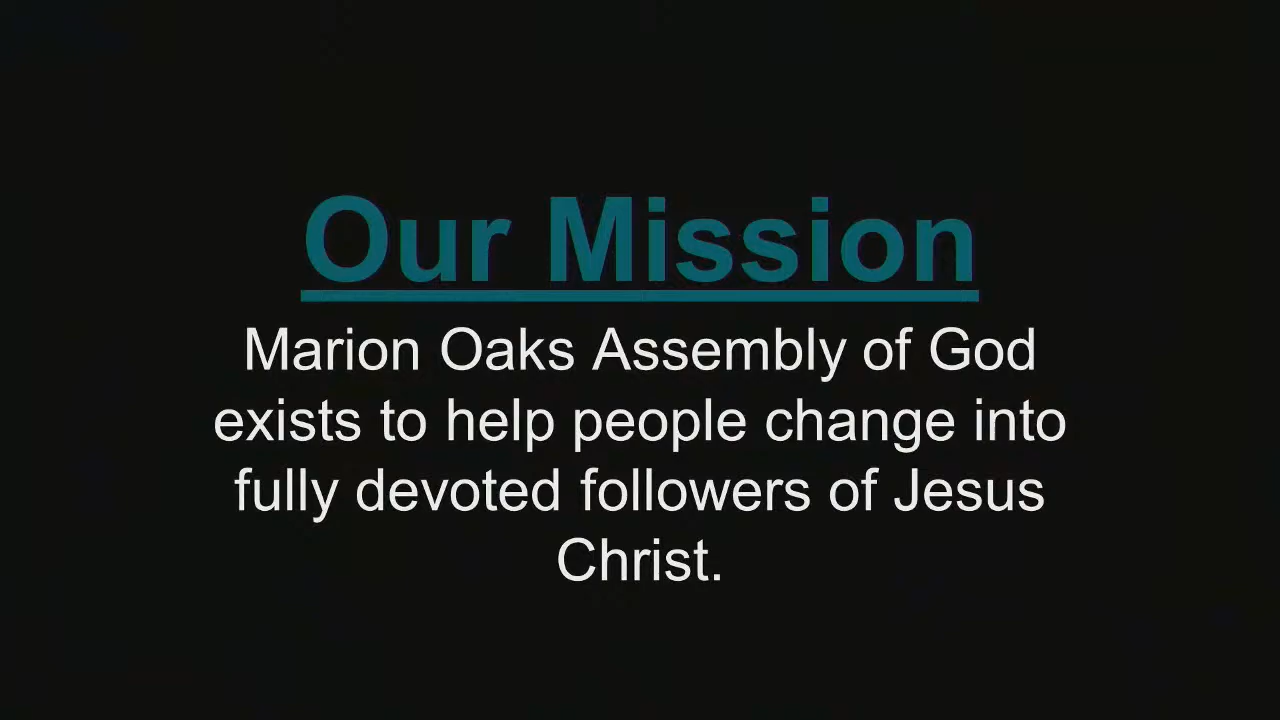 Our Mission
Marion Oaks Assembly of God
exists to help people change into
fully devoted followers of Jesus
Christ.